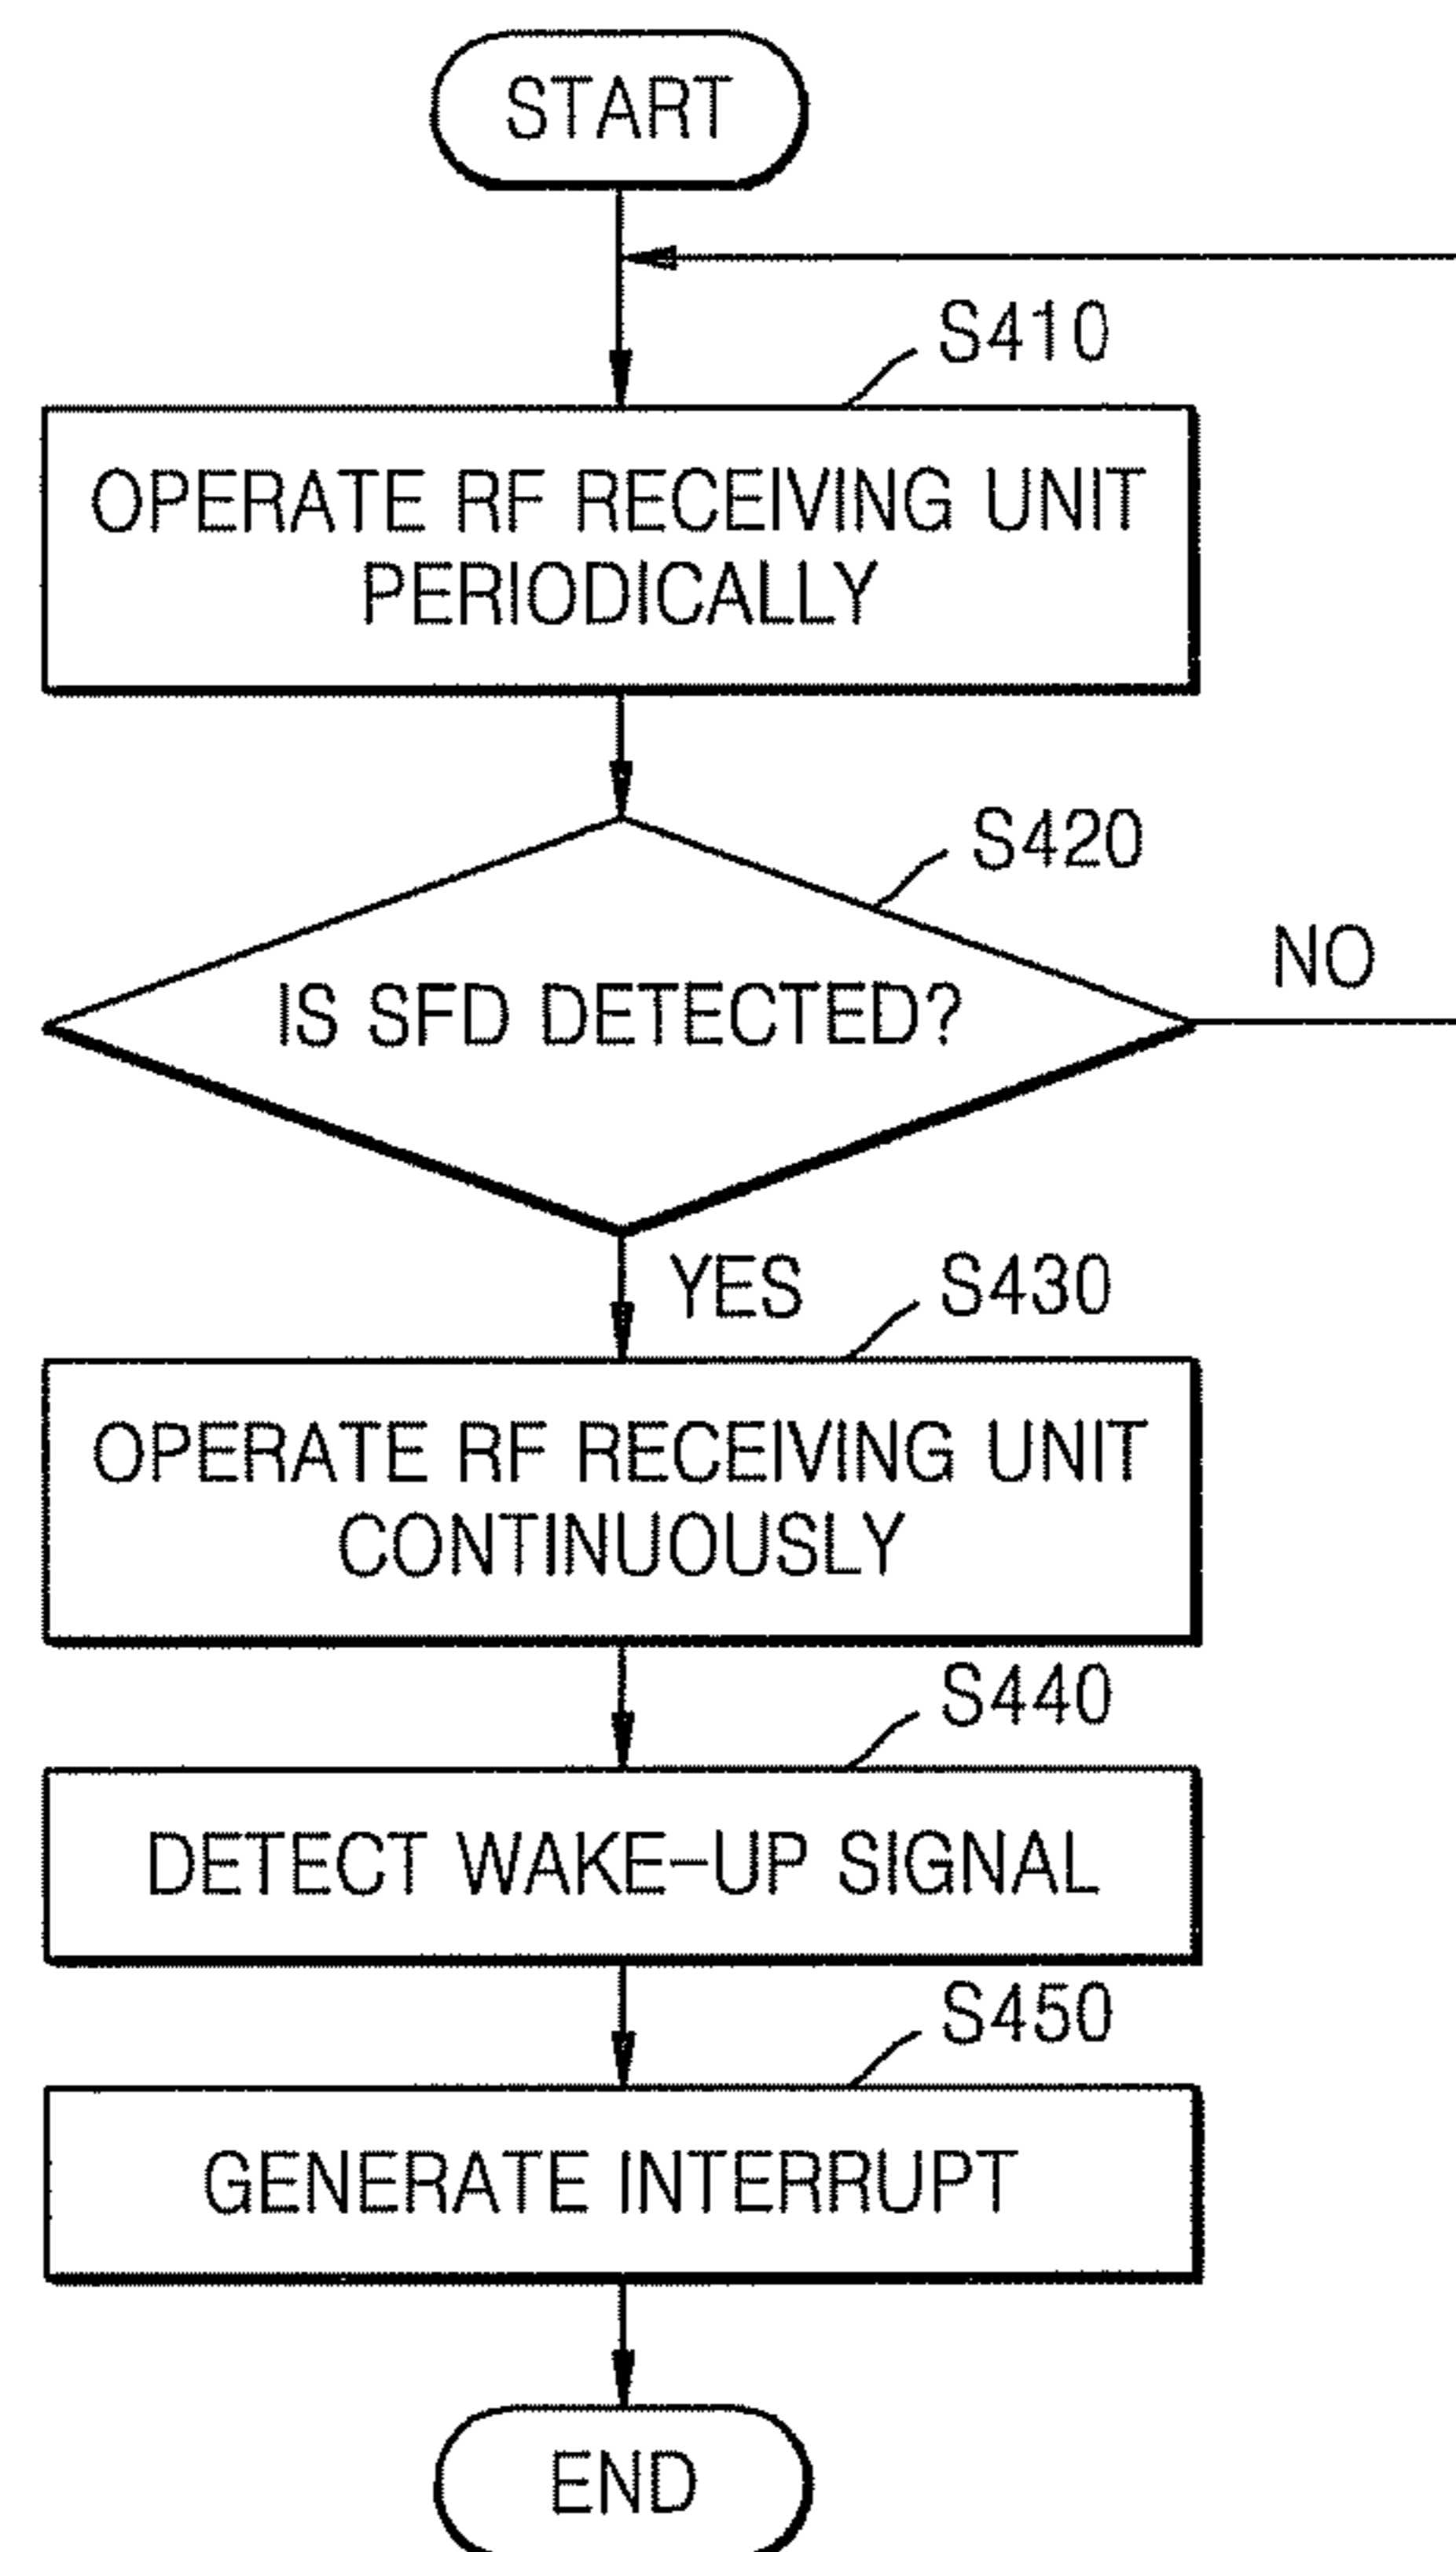 START
S410
OPERATE RF RECEIVING UNIT
PERIODICALLY
S420
IS SFD DETECTED?
NO
YES
S430
OPERATE RF RECEIVING UNIT
CONTINUOUSLY
S440
DETECT WAKE-UP SIGNAL
S450
GENERATE INTERRUPT
END